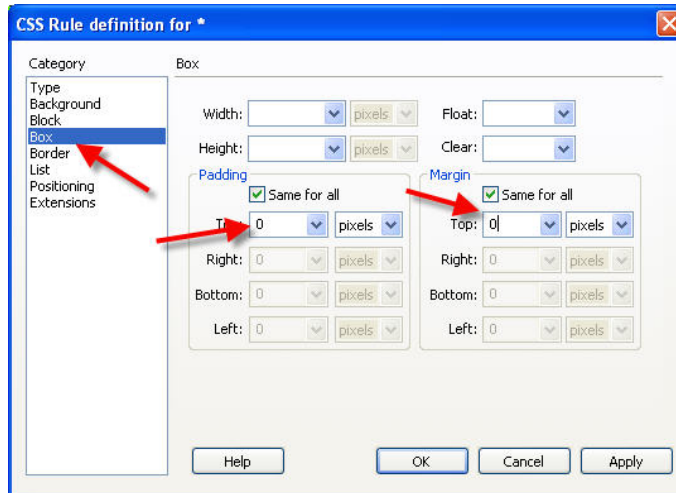 CSS Rule definition for *
Category
Box
Type
Background
Block
Box
Border
List
Positioning
Extensions
Width: pixels Float:
Height: pixels Clear:
Padding Margin
Same for all Same for all
0 pixels Top: 0 pixels
Right: 0 pixels Right: 0 pixels
Bottom: 0 pixels Bottom: 0 pixels
Left: 0 pixels Left: 0 pixels
Help OK Cancel Apply